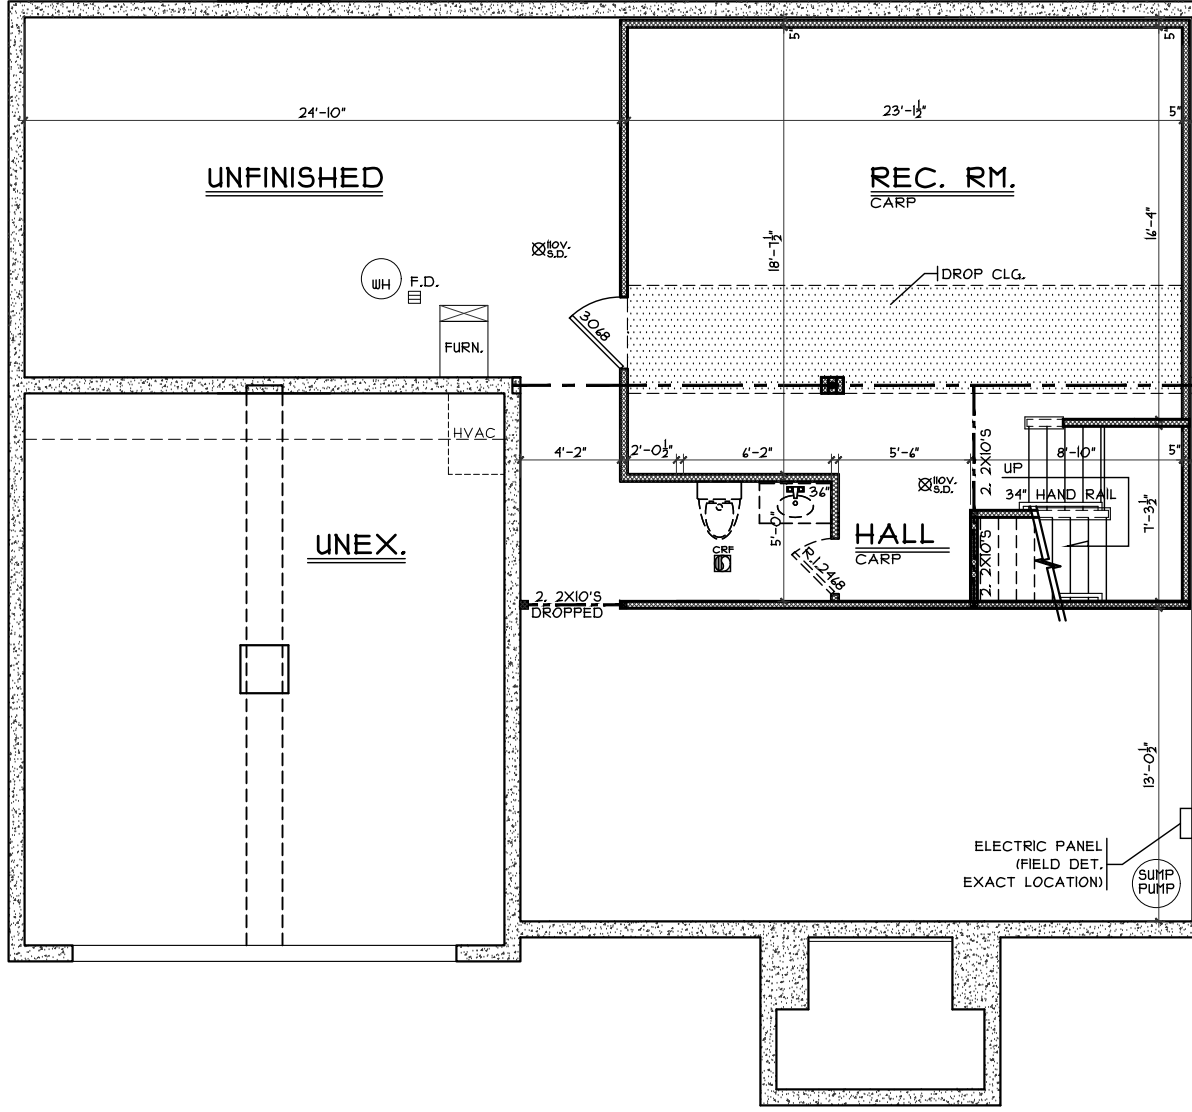 5"
5"
24'-10"
23'-1½"
5"
UNFINISHED
REC. RM.
CARP
16'-4"
18'-7½"
110V.
S.D.
WH
F.D.
DROP CLG.
3068
FURN.
HVAC
4'-2"
2'-0½"
6'-2"
5'-6"
2. 2X10'S
8'-10"
5"
UP
110V.
S.D.
36"
34" HAND RAIL
7'-3½"
5'-0"
UNEX.
HALL
CARP
CRF
R.I.2468
2. 2X10'S
2. 2X10'S
DROPPED
13'-0½"
ELECTRIC PANEL
(FIELD DET.
EXACT LOCATION)
SUMP
PUMP